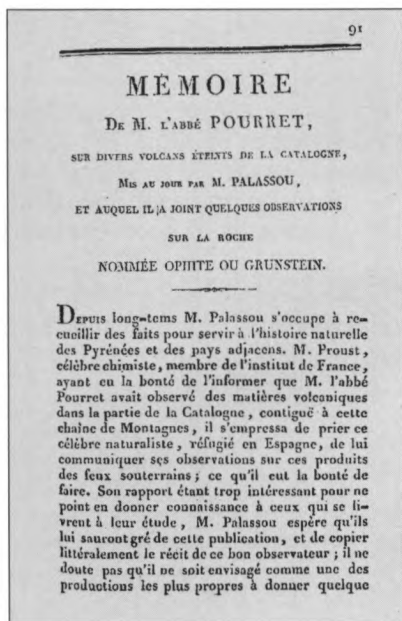 91
MÉMOIRE
DE M. L'ABBÉ POURRET,
SUR DIVERS VOLCANS ÉTEINTS DE LA CATALOGNE,
MIS AU JOUR PAR M. PALASSOU,
ET AUQUEL IL A JOINT QUELQUES OBSERVATIONS
SUR LA ROCHE
NOMMÉE OPHITE OU GRUNSTEIN.
DEPUIS long-tems M. Palassou s'occupe à re-
cueillir des faits pour servir à l'histoire naturelle
des Pyrénées et des pays adjacens. M. Proust,
célèbre chimiste, membre de l'institut de France,
ayant eu la bonté de l'informer que M. l'abbé
Pourret avait observé des matières volcaniques
dans la partie de la Catalogne, contiguë à cette
chaîne de Montagnes, il s'empressa de prier ce
célèbre naturaliste, réfugié en Espagne, de lui
communiquer ses observations sur ces produits
des feux souterrains; ce qu'il eut la bonté de
faire. Son rapport étant trop intéressant pour ne
point en donner connaissance à ceux qui se li-
vrent à leur étude, M. Palassou espère qu'ils
lui sauront gré de cette publication, et de copier
littéralement le récit de ce bon observateur; il ne
doute pas qu'il ne soit envisagé comme une des
productions les plus propres à donner quelque